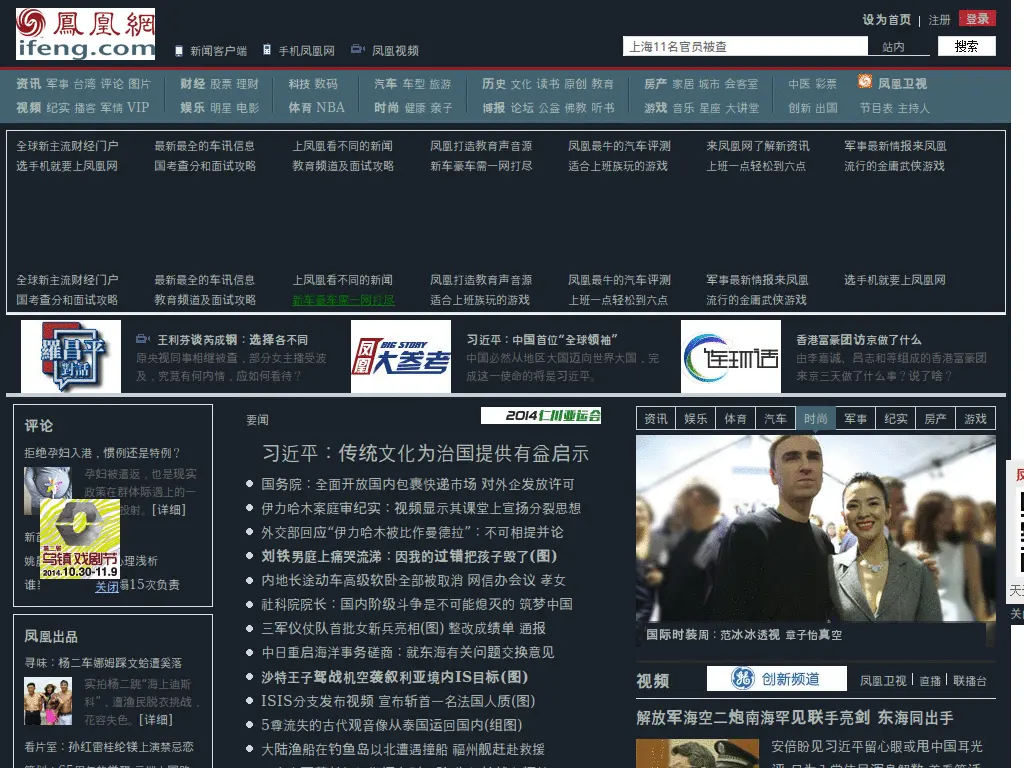 鳳凰網
ifeng.com
新闻客户端 手机凤凰网 凤凰视频
设为首页 | 注册 登录
上海11名官员被查 站内 搜索
资讯 军事 台湾 评论 图片 财经 股票 理财 科技 数码 汽车 车型 旅游 历史 文化 读书 原创 教育 房产 家居 城市 会客室 中医 彩票 凤凰卫视
视频 纪实 播客 军情 VIP 娱乐 明星 电影 体育 NBA 时尚 健康 亲子 博报 论坛 公益 佛教 听书 游戏 音乐 星座 大讲堂 创新 出国 节目表 主持人
全球新主流财经门户 最新最全的车讯信息 上凤凰看不同的新闻 凤凰打造教育声音源 凤凰最牛的汽车评测 来凤凰网了解新资讯 军事最新情报来凤凰
选手机就要上凤凰网 国考查分和面试攻略 教育频道及面试攻略 新车豪车需一网打尽 适合上班族玩的游戏 上班一点轻松到六点 流行的金庸武侠游戏
全球新主流财经门户 最新最全的车讯信息 上凤凰看不同的新闻 凤凰打造教育声音源 凤凰最牛的汽车评测 军事最新情报来凤凰 选手机就要上凤凰网
国考查分和面试攻略 教育频道及面试攻略 新车豪车需一网打尽 适合上班族玩的游戏 上班一点轻松到六点 流行的金庸武侠游戏
羅昌平
對話
王利芬谈芮成钢：选择各不同
原央视同事相继被查，部分女主播受波
及，究竟有何内情，应如何看待？
凤凰 BIG STORY
大参考
习近平：中国首位“全球领袖”
中国必然从地区大国迈向世界大国，完
成这一使命的将是习近平。
连环话
香港富豪团访京做了什么
由李嘉诚、吕志和等组成的香港富豪团
来京三天做了什么事？说了啥？
评论
拒绝孕妇入港，惯例还是特例？
孕妇被遣返，也是现实
政策在群体际遇上的一
投射。[详细]
心理浅析
塌15次负责
乌镇戏剧节
2014.10.30-11.9
关闭
凤凰出品
寻味：杨二车娜姆踩文蛤遭奚落
实拍杨二跳“海上迪斯
科”，遭渔民脱衣挑战，
花容失色。[详细]
看片室：孙红雷桂纶镁上演禁忌恋
要闻
2014仁川亚运会
习近平：传统文化为治国提供有益启示
国务院：全面开放国内包裹快递市场 对外企发放许可
伊力哈木家庭审纪实：视频显示其课堂上宣扬分裂思想
外交部回应“伊力哈木被比作曼德拉”：不可相提并论
刘铁男庭上痛哭流涕：因我的过错把孩子毁了(图)
内地长途动车高级软卧全部被取消 网信办会议 孝女
社科院院长：国内阶级斗争是不可能熄灭的 筑梦中国
三军仪仗队首批女新兵亮相(图) 整改成绩单 通报
中日重启海洋事务磋商：就东海有关问题交换意见
沙特王子驾战机空袭叙利亚境内IS目标(图)
ISIS分支发布视频 宣布斩首一名法国人质(图)
5尊流失的古代观音像从泰国运回国内(组图)
大陆渔船在钓鱼岛以北遭遇撞船 福州舰赶赴救援
资讯 娱乐 体育 汽车 时尚 军事 纪实 房产 游戏
国际时装周：范冰冰透视 章子怡真空
视频
创新频道
凤凰卫视 | 直播 | 联播台
解放军海空二炮南海罕见联手亮剑 东海同出手
安倍盼见习近平留心眼或甩中国耳光